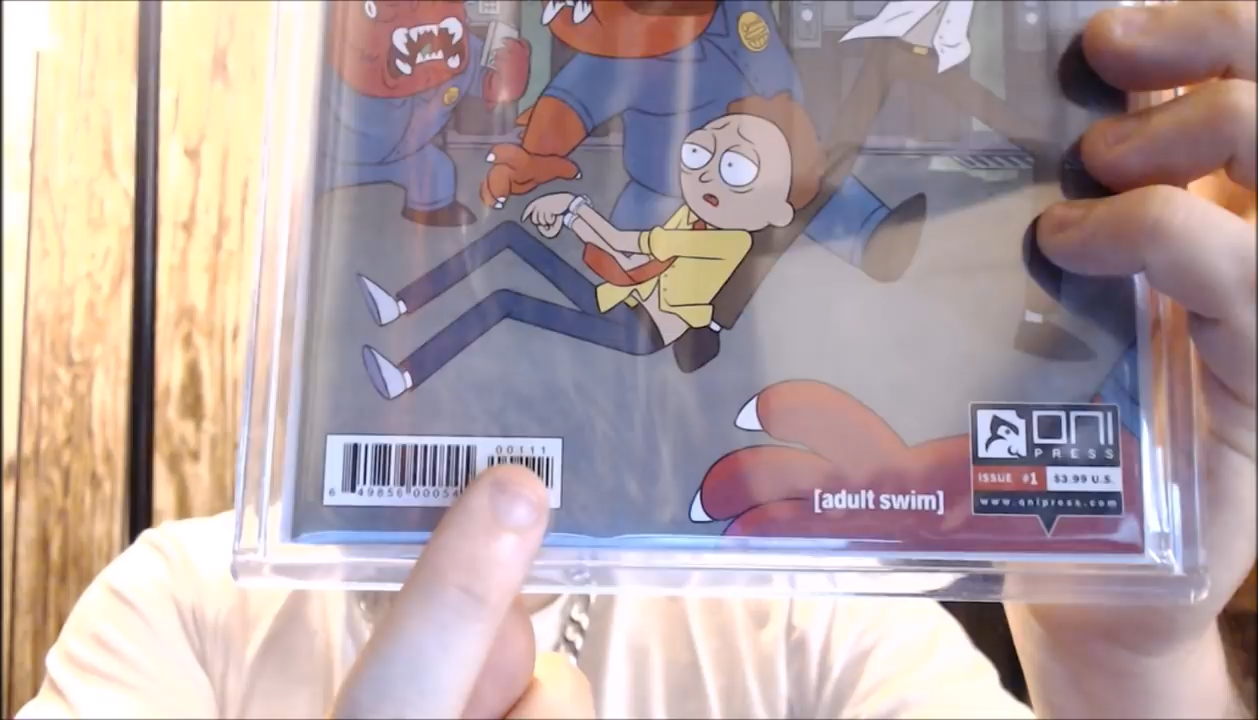 00111
6 49856 00054
ONI
PRESS
ISSUE #1
$3.99 U.S.
www.onipress.com
[adult swim]